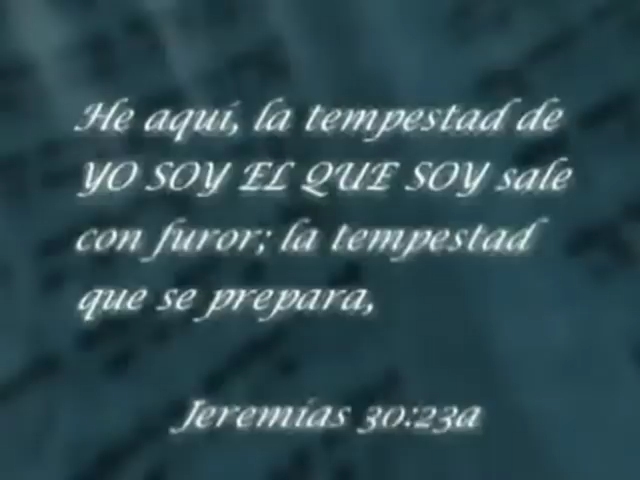 He aquí, la tempestad de
YO SOY EL QUE SOY sale
con furor; la tempestad
que se prepara,
Jeremías 30:23a